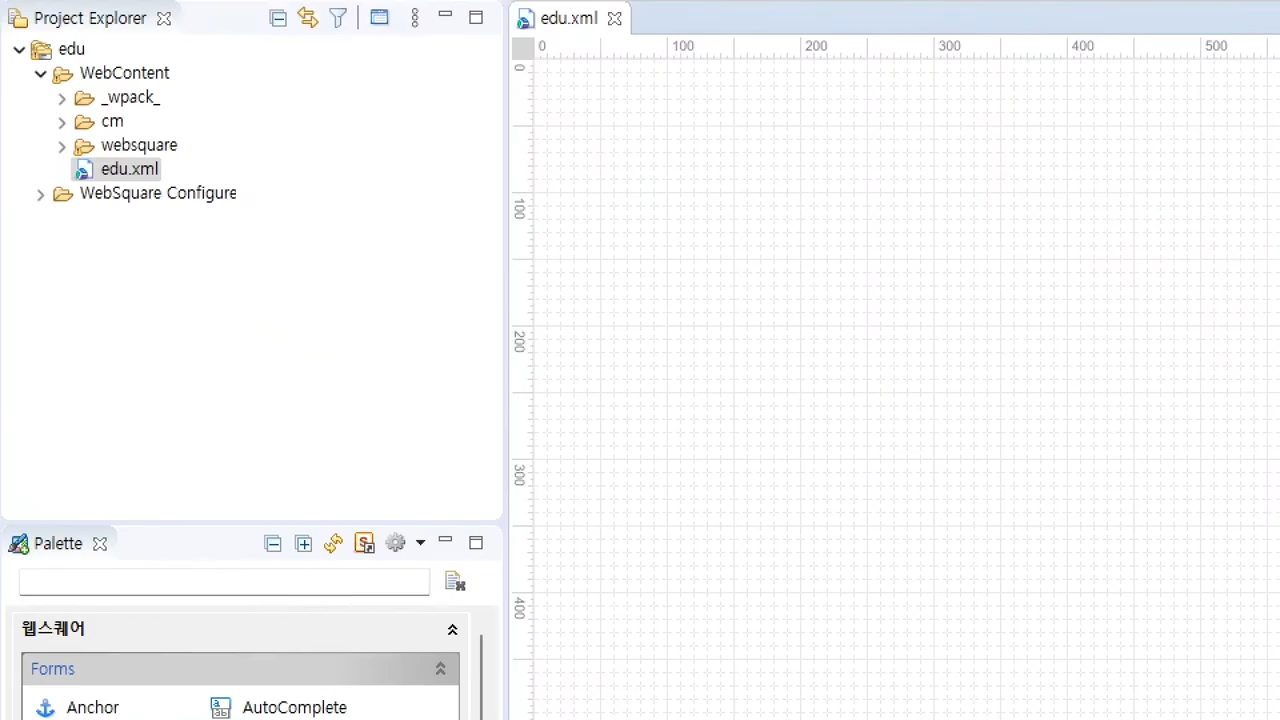 Project Explorer
edu
WebContent
_wpack_
cm
websquare
edu.xml
WebSquare Configure
Palette
웹스퀘어
Forms
Anchor AutoComplete
edu.xml
0 100 200 300 400 500
0
100
200
300
400